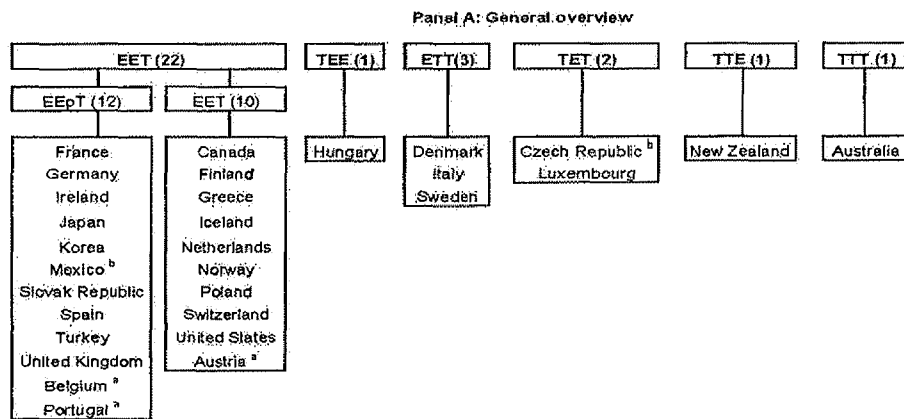 Panel A: General overview
EET (22)
TEE (1)
ETT(3)
TET (2)
TTE (1)
TTT (1)
EEpT (12)
EET (10)
France
Germany
Ireland
Japan
Korea
Mexico ᵇ
Slovak Republic
Spain
Turkey
United Kingdom
Belgium ᵃ
Portugal ᵃ
Canada
Finland
Greece
Iceland
Netherlands
Norway
Poland
Switzerland
United States
Austria ᵃ
Hungary
Denmark
Italy
Sweden
Czech Republic ᵇ
Luxembourg
New Zealand
Australia